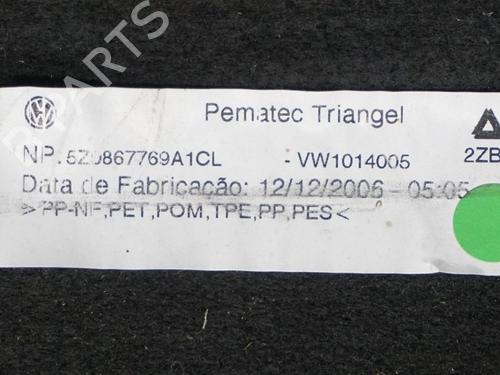 Pematec Triangel
NP. 5Z0867769A1CL - VW1014005 2ZB
Data de Fabricação: 12/12/2006 - 05:05
>PP-NF,PET,POM,TPE,PP,PES<
B-PARTS